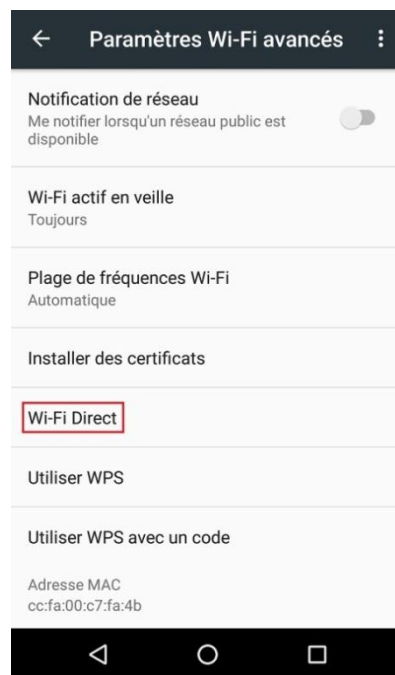 Paramètres Wi-Fi avancés
Notification de réseau
Me notifier lorsqu'un réseau public est
disponible
Wi-Fi actif en veille
Toujours
Plage de fréquences Wi-Fi
Automatique
Installer des certificats
Wi-Fi Direct
Utiliser WPS
Utiliser WPS avec un code
Adresse MAC
cc:fa:00:c7:fa:4b